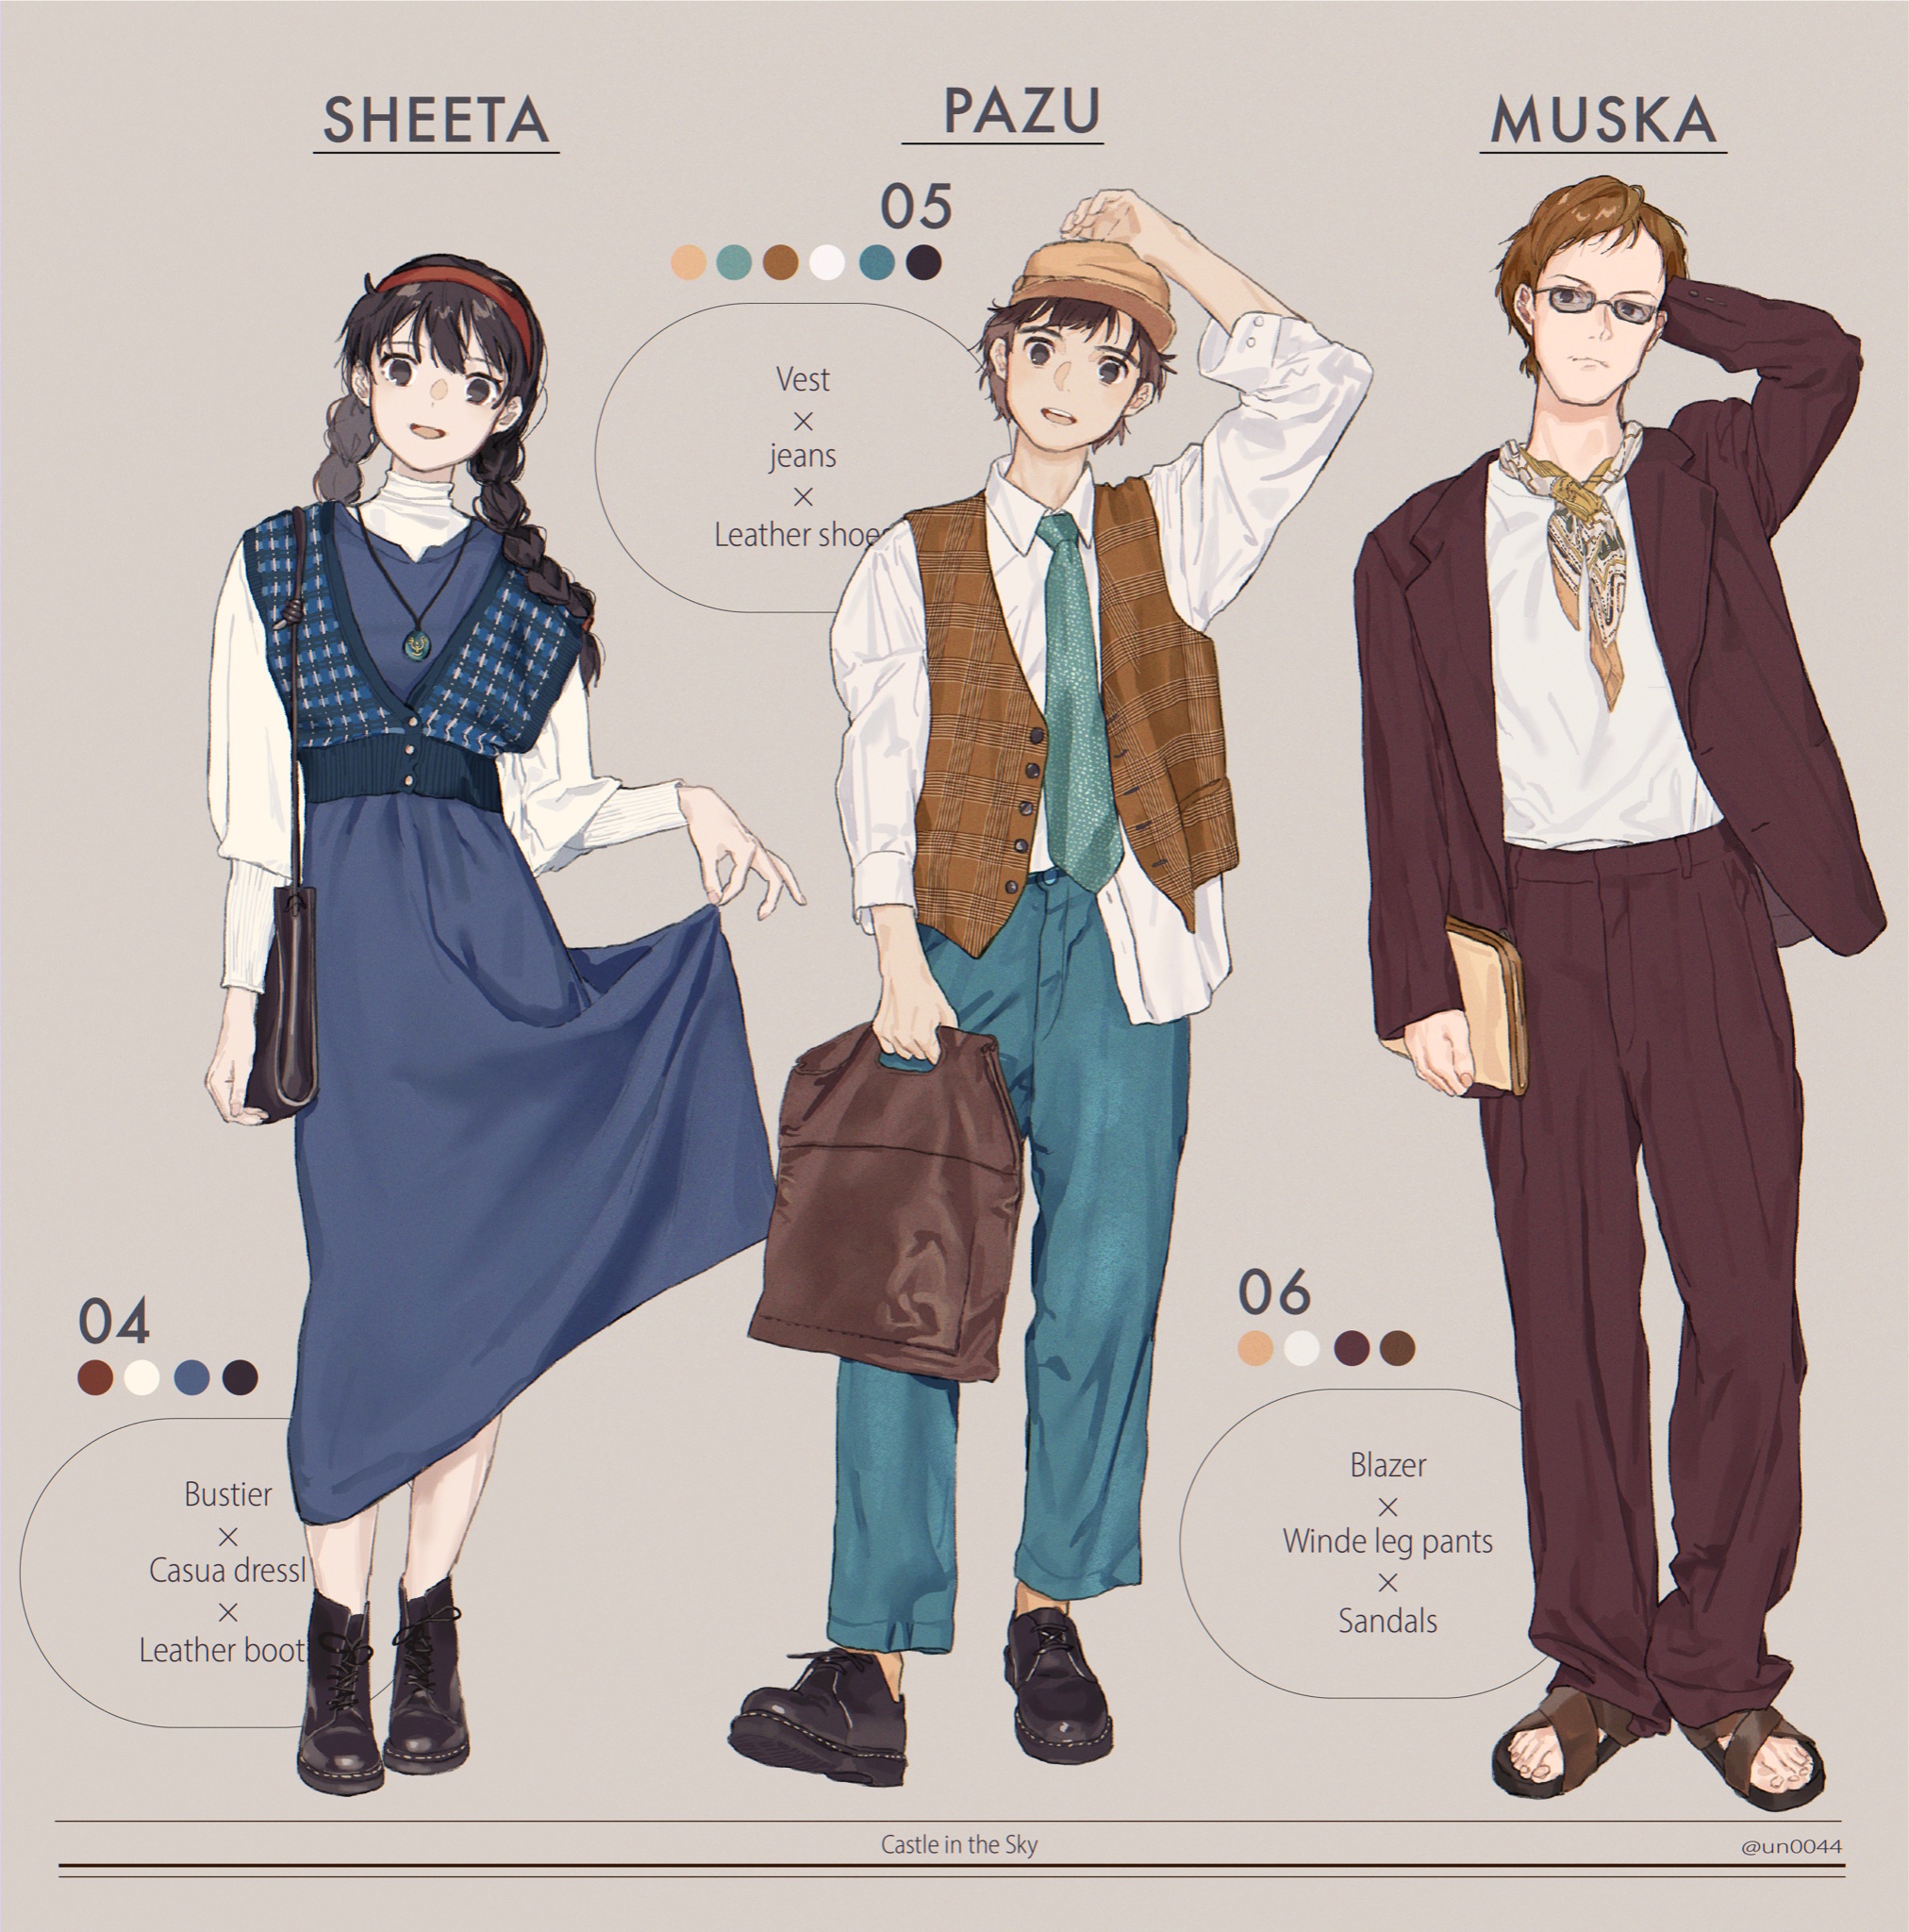 SHEETA
PAZU
MUSKA
05
Vest
×
jeans
×
Leather shoe
04
Bustier
×
Casua dressl
×
Leather boot
06
Blazer
×
Winde leg pants
×
Sandals
Castle in the Sky
@un0044